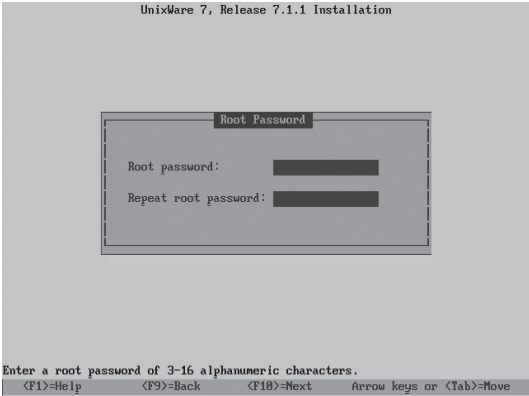 UnixWare 7, Release 7.1.1 Installation
Root Password
Root password:
Repeat root password:
Enter a root password of 3-16 alphanumeric characters.
<F1>=Help <F9>=Back <F10>=Next Arrow keys or <Tab>=Move